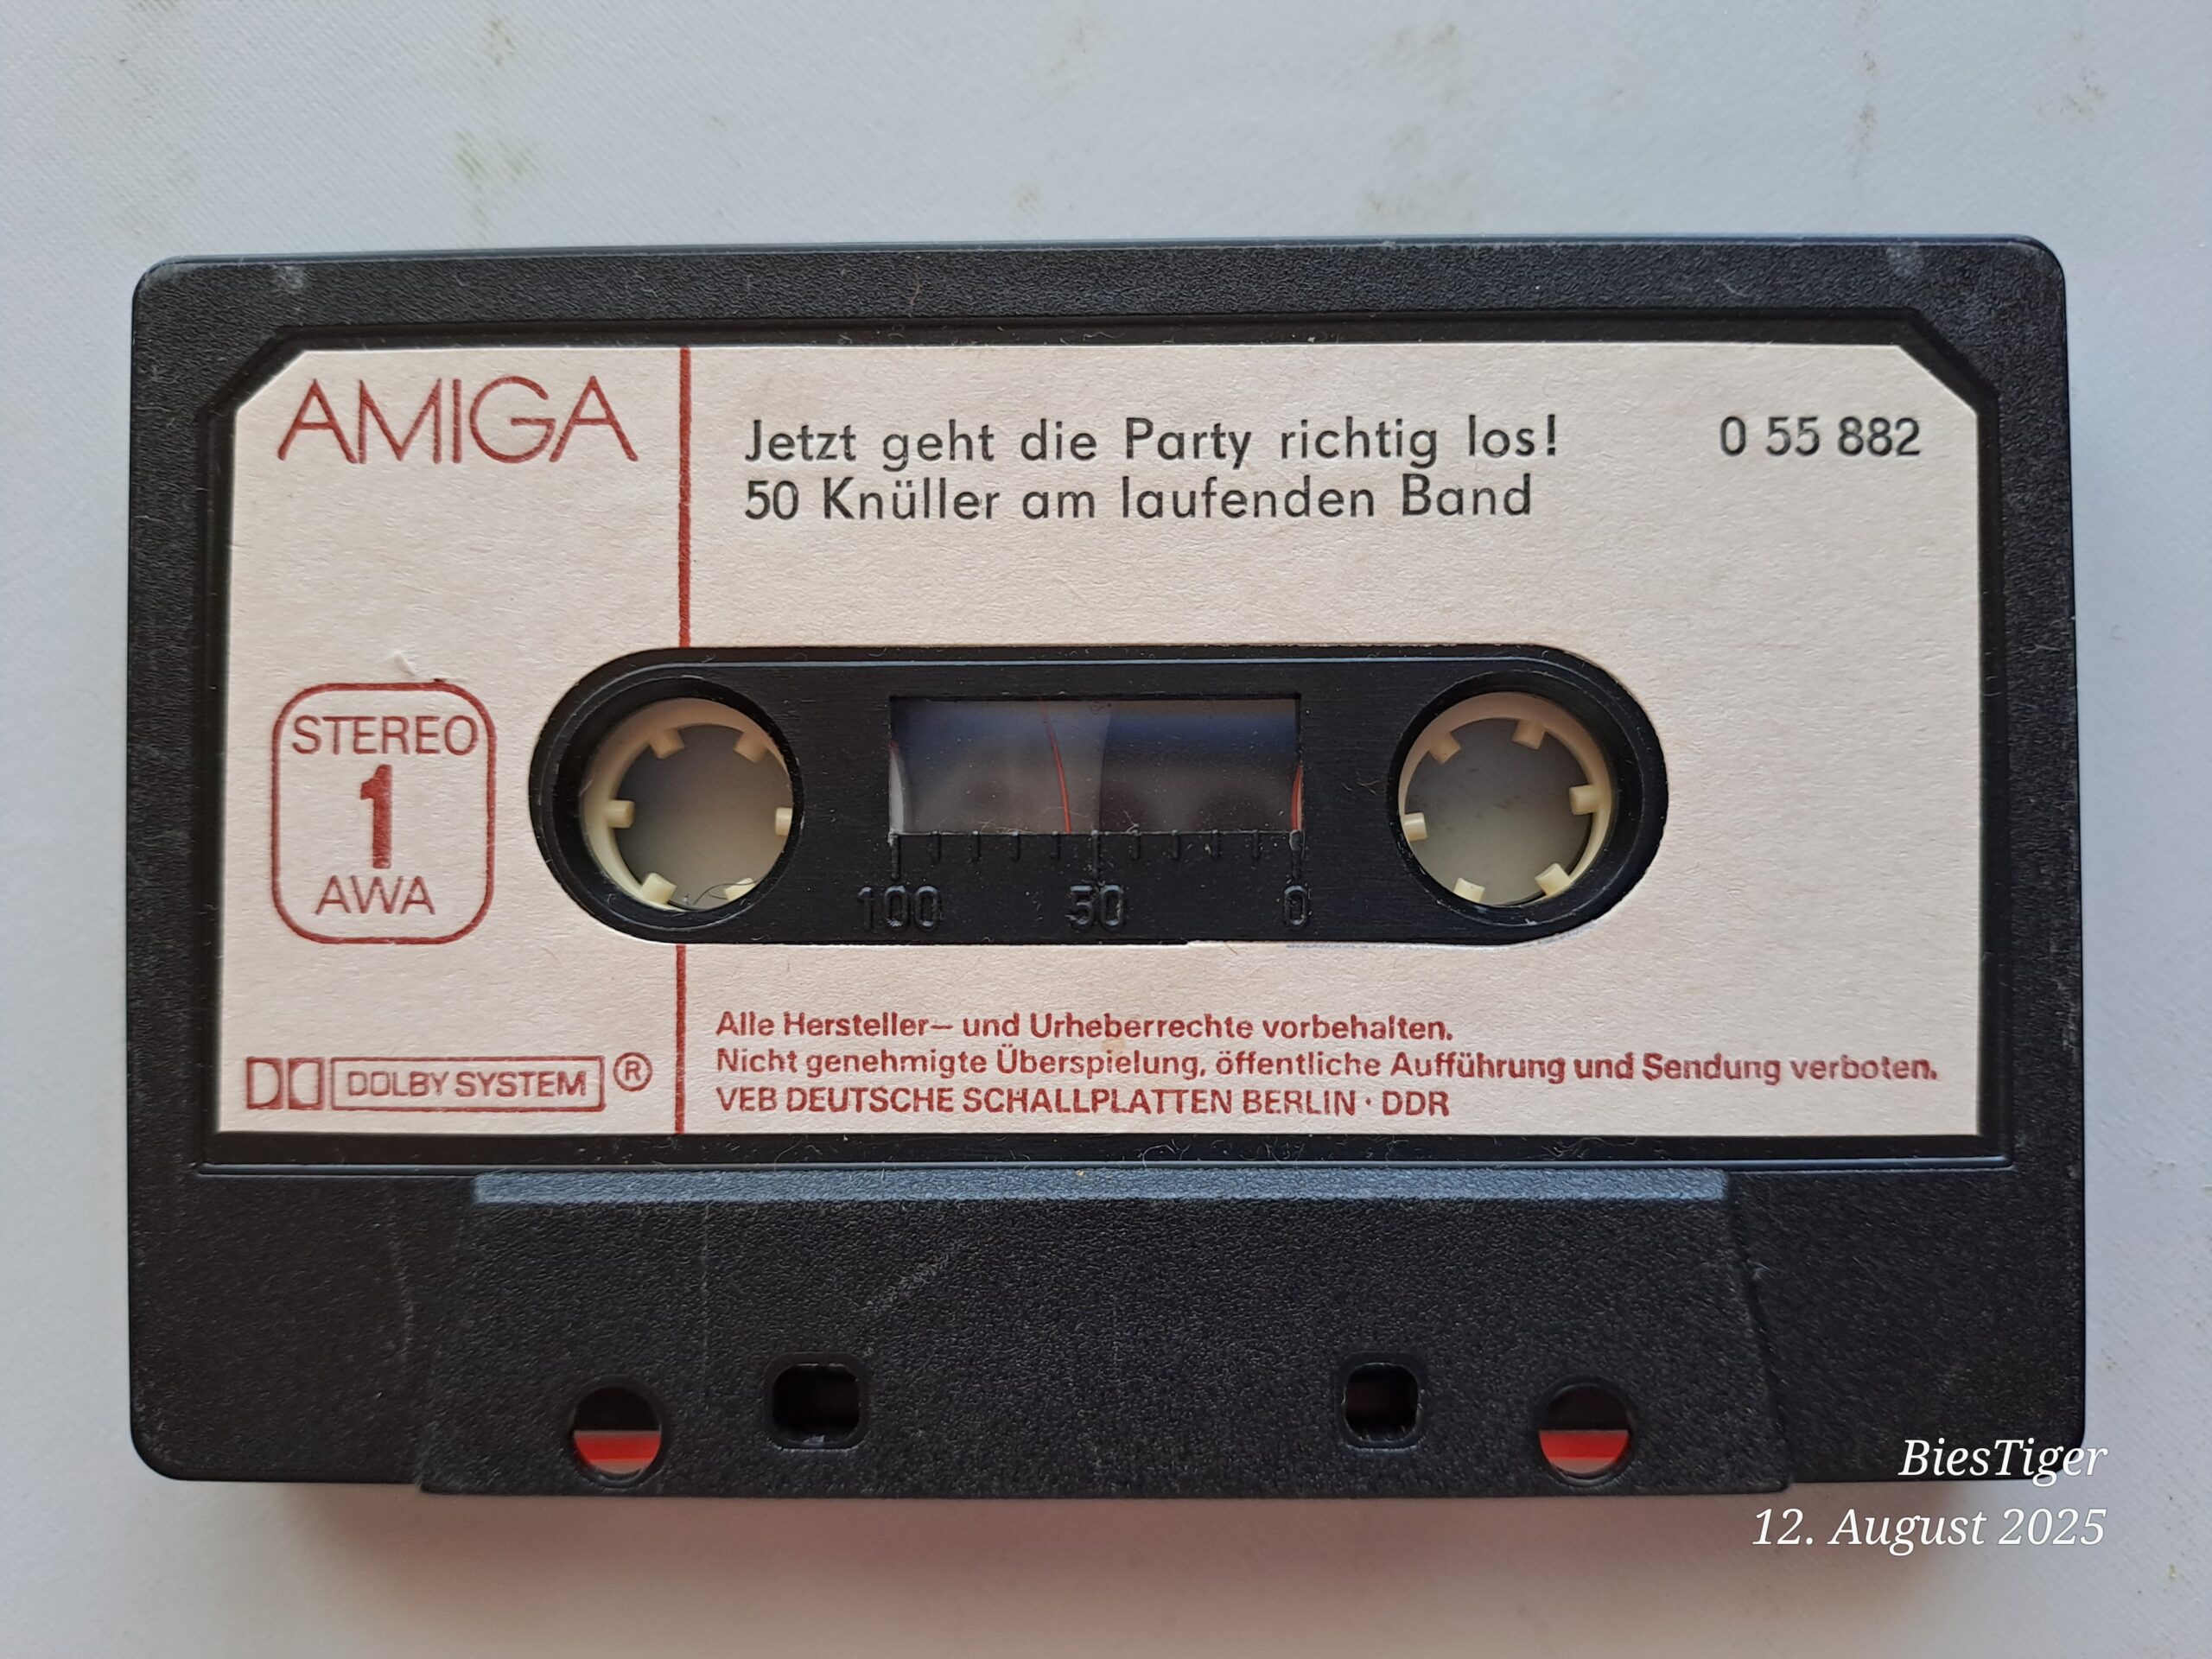 AMIGA
Jetzt geht die Party richtig los!
0 55 882
50 Knüller am laufenden Band
STEREO
1
AWA
100 50 0
DOLBY SYSTEM ®
Alle Hersteller- und Urheberrechte vorbehalten.
Nicht genehmigte Überspielung, öffentliche Aufführung und Sendung verboten.
VEB DEUTSCHE SCHALLPLATTEN BERLIN · DDR
BiesTiger
12. August 2025